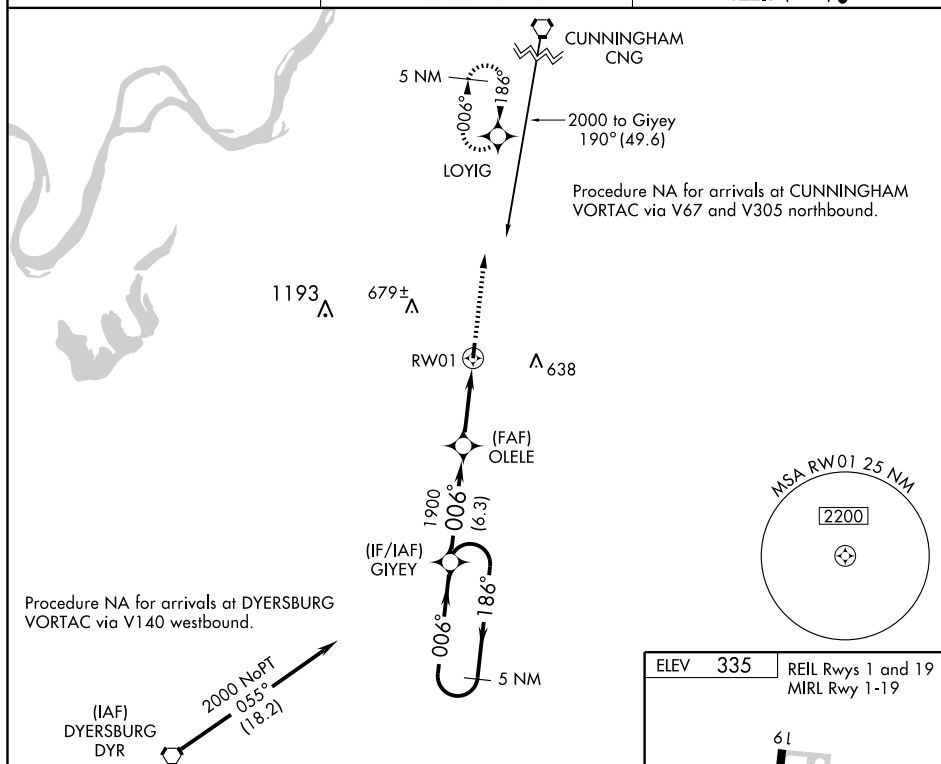 CUNNINGHAM
CNG
5 NM
006°
186°
2000 to Giyey
190° (49.6)
LOYIG
Procedure NA for arrivals at CUNNINGHAM
VORTAC via V67 and V305 northbound.
1193
679±
RW01
638
(FAF)
OLELE
1900
006°
(6.3)
MSA RW01 25 NM
2200
(IF/IAF)
GIYEY
006°
186°
5 NM
Procedure NA for arrivals at DYERSBURG
VORTAC via V140 westbound.
2000 NoPT
055°
(18.2)
(IAF)
DYERSBURG
DYR
ELEV 335
REIL Rwys 1 and 19
MIRL Rwy 1-19
19